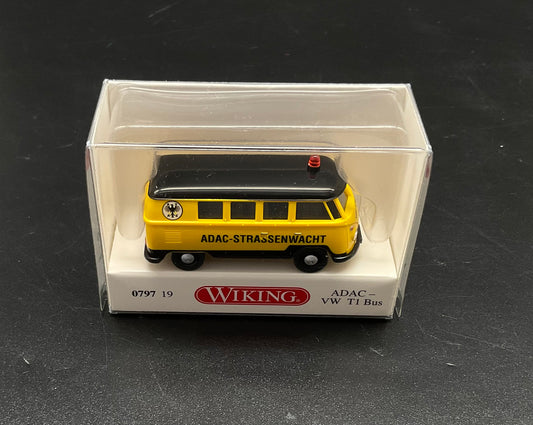 ADAC-STRASSENWACHT
0797 19
WIKING
ADAC –
VW T1 Bus